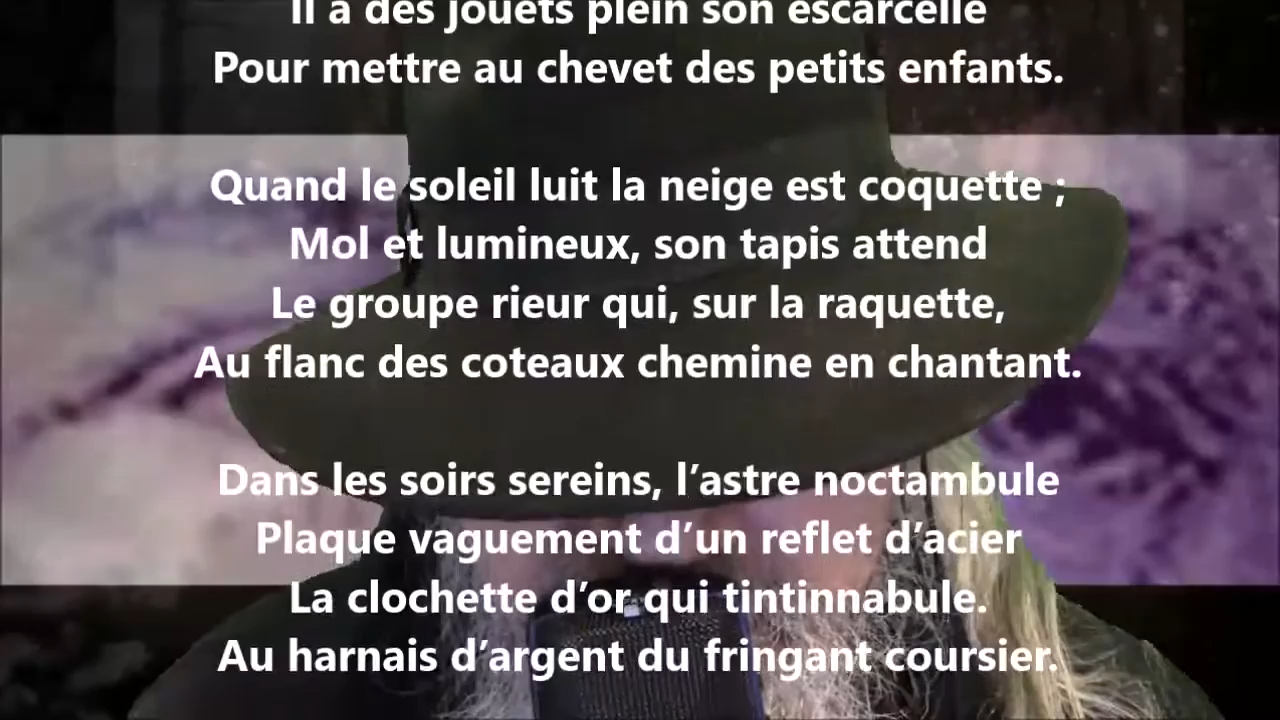 Il a des jouets plein son escarcelle
Pour mettre au chevet des petits enfants.
Quand le soleil luit la neige est coquette ;
Mol et lumineux, son tapis attend
Le groupe rieur qui, sur la raquette,
Au flanc des coteaux chemine en chantant.
Dans les soirs sereins, l’astre noctambule
Plaque vaguement d’un reflet d’acier
La clochette d’or qui tintinnabule.
Au harnais d’argent du fringant coursier.